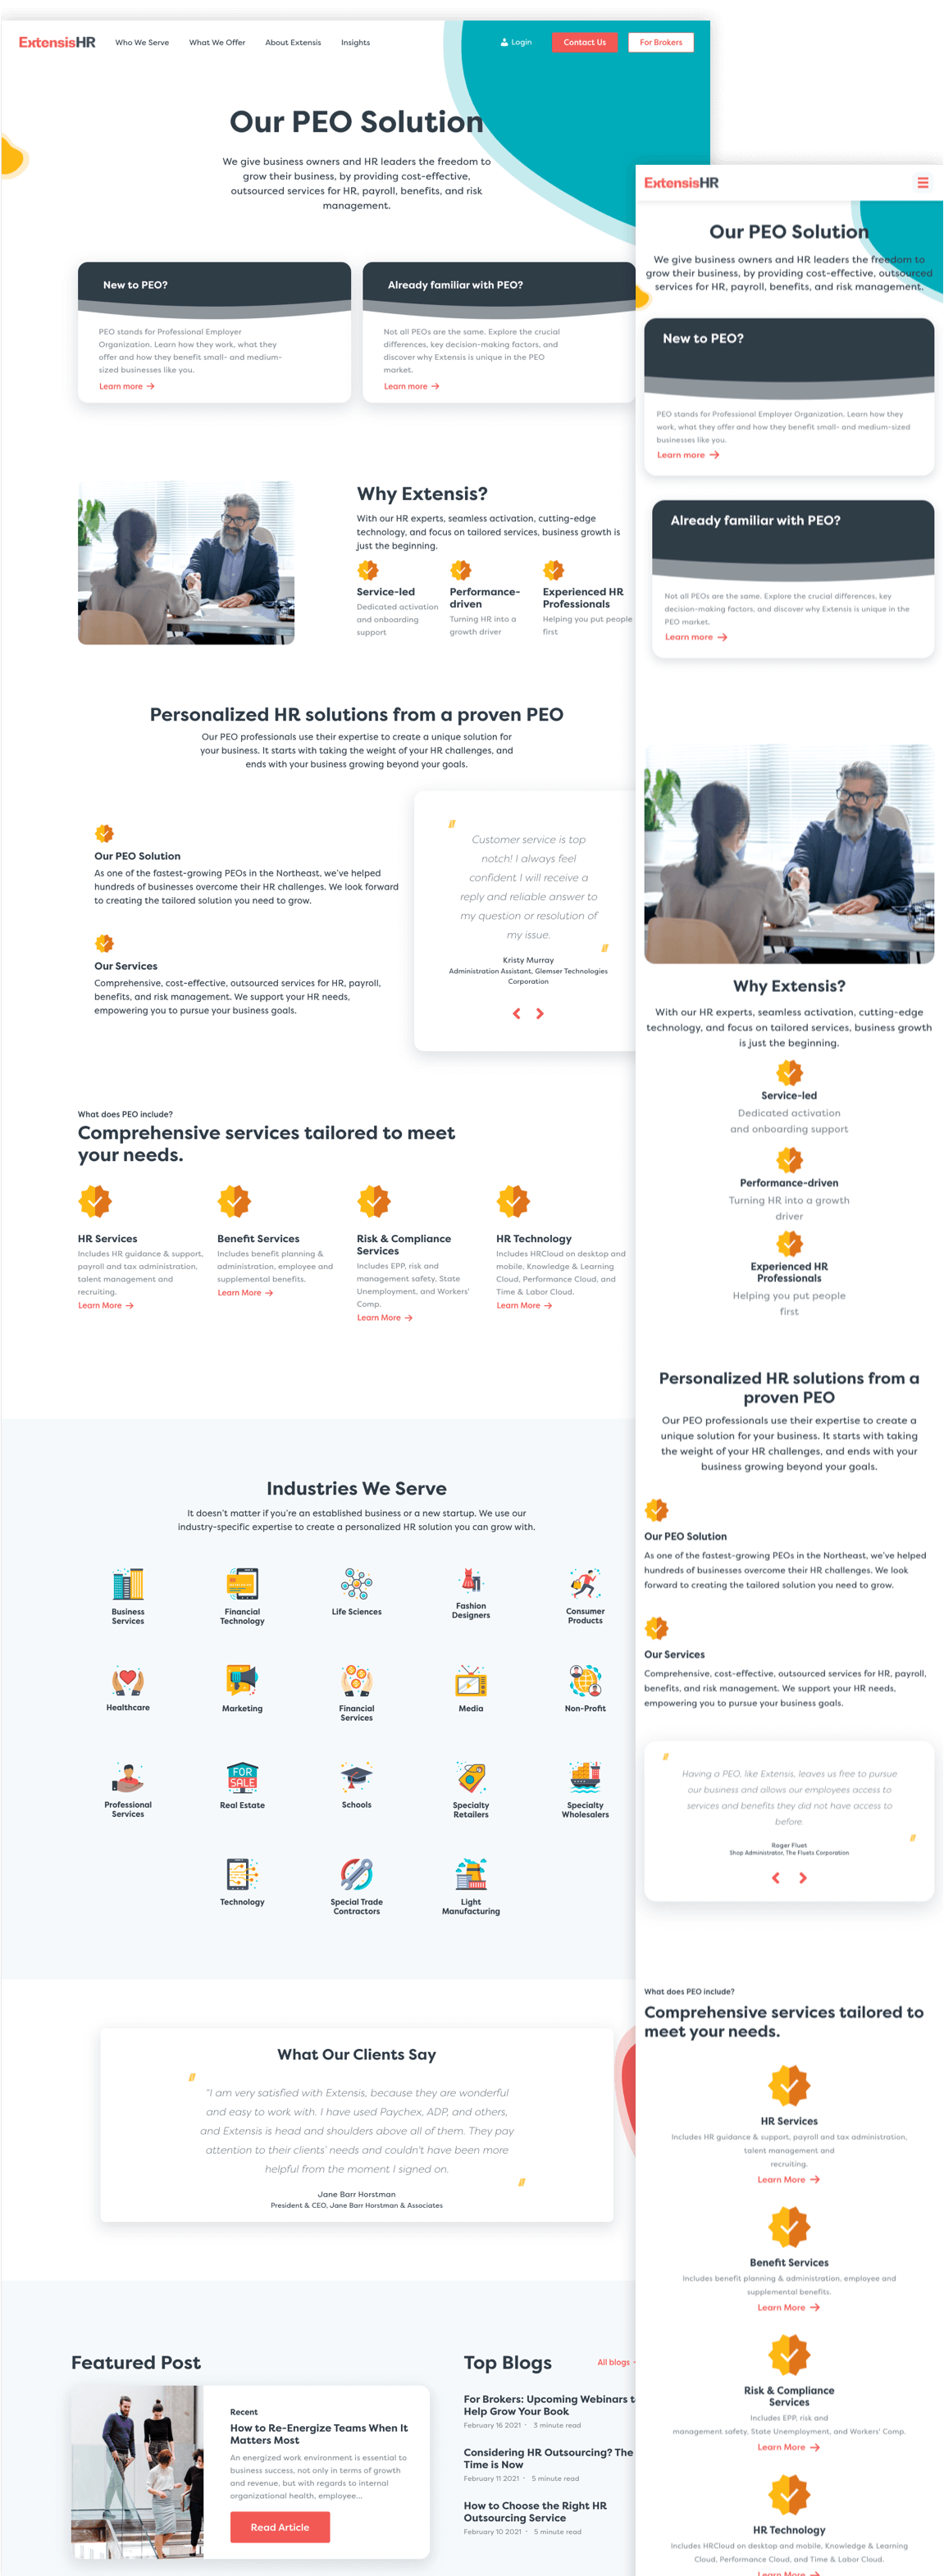 ExtensisHR
Who We Serve
What We Offer
About Extensis
Insights
Login
Contact Us
For Brokers
Our PEO Solution
We give business owners and HR leaders the freedom to
grow their business, by providing cost-effective,
outsourced services for HR, payroll, benefits, and risk
management.
New to PEO?
PEO stands for Professional Employer
Organization. Learn how they work, what they
offer and how they benefit small- and medium-
sized businesses like you.
Learn more →
Already familiar with PEO?
Not all PEOs are the same. Explore the crucial
differences, key decision-making factors, and
discover why Extensis is unique in the PEO
market.
Learn more →
Why Extensis?
With our HR experts, seamless activation, cutting-edge
technology, and focus on tailored services, business growth is
just the beginning.
Service-led
Dedicated activation
and onboarding
support
Performance-
driven
Turning HR into a
growth driver
Experienced HR
Professionals
Helping you put people
first
Personalized HR solutions from a proven PEO
Our PEO professionals use their expertise to create a unique solution for
your business. It starts with taking the weight of your HR challenges, and
ends with your business growing beyond your goals.
Our PEO Solution
As one of the fastest-growing PEOs in the Northeast, we've helped
hundreds of businesses overcome their HR challenges. We look forward
to creating the tailored solution you need to grow.
Our Services
Comprehensive, cost-effective, outsourced services for HR, payroll,
benefits, and risk management. We support your HR needs,
empowering you to pursue your business goals.
Customer service is top
notch! I always feel
confident I will receive a
reply and reliable answer to
my question or resolution of
my issue.
Kristy Murray
Administration Assistant, Glemser Technologies
Corporation
What does PEO include?
Comprehensive services tailored to meet
your needs.
HR Services
Includes HR guidance & support,
payroll and tax administration,
talent management and
recruiting.
Learn More →
Benefit Services
Includes benefit planning &
administration, employee and
supplemental benefits.
Learn More →
Risk & Compliance
Services
Includes EPP, risk and
management safety, State
Unemployment, and Workers'
Comp.
Learn More →
HR Technology
Includes HRCloud on desktop and
mobile, Knowledge & Learning
Cloud, Performance Cloud, and
Time & Labor Cloud.
Learn More →
Industries We Serve
It doesn't matter if you're an established business or a new startup. We use our
industry-specific expertise to create a personalized HR solution you can grow with.
Business
Services
Financial
Technology
Life Sciences
Fashion
Designers
Consumer
Products
Healthcare
Marketing
Financial
Services
Media
Non-Profit
Professional
Services
FOR
SALE
Real Estate
Schools
Specialty
Retailers
Specialty
Wholesalers
Technology
Special Trade
Contractors
Light
Manufacturing
What Our Clients Say
"I am very satisfied with Extensis, because they are wonderful
and easy to work with. I have used Paychex, ADP, and others,
and Extensis is head and shoulders above all of them. They pay
attention to their clients' needs and couldn't have been more
helpful from the moment I signed on.
Jane Barr Horstman
President & CEO, Jane Barr Horstman & Associates
Featured Post
Recent
How to Re-Energize Teams When It
Matters Most
An energized work environment is essential to
business success, not only in terms of growth
and revenue, but with regards to internal
organizational health, employee...
Read Article
Top Blogs
All blogs
For Brokers: Upcoming Webinars
Help Grow Your Book
February 16 2021 · 3 minute read
Considering HR Outsourcing? The
Time is Now
February 11 2021 · 5 minute read
How to Choose the Right HR
Outsourcing Service
February 10 2021 · 5 minute read
ExtensisHR
Our PEO Solution
We give business owners and HR leaders the freedom to
grow their business, by providing cost-effective, outsourced
services for HR, payroll, benefits, and risk management.
New to PEO?
PEO stands for Professional Employer Organization. Learn how they
work, what they offer and how they benefit small- and medium-sized
businesses like you.
Learn more →
Already familiar with PEO?
Not all PEOs are the same. Explore the crucial differences, key
decision-making factors, and discover why Extensis is unique in the
PEO market.
Learn more →
Why Extensis?
With our HR experts, seamless activation, cutting-edge
technology, and focus on tailored services, business growth
is just the beginning.
Service-led
Dedicated activation
and onboarding support
Performance-driven
Turning HR into a growth
driver
Experienced HR
Professionals
Helping you put people
first
Personalized HR solutions from a
proven PEO
Our PEO professionals use their expertise to create a
unique solution for your business. It starts with taking
the weight of your HR challenges, and ends with your
business growing beyond your goals.
Our PEO Solution
As one of the fastest-growing PEOs in the Northeast, we've helped
hundreds of businesses overcome their HR challenges. We look
forward to creating the tailored solution you need to grow.
Our Services
Comprehensive, cost-effective, outsourced services for HR, payroll,
benefits, and risk management. We support your HR needs,
empowering you to pursue your business goals.
Having a PEO, like Extensis, leaves us free to pursue
our business and allows our employees access to
services and benefits they did not have access to
before.
Roger Fluet
Shop Administrator, The Fluets Corporation
What does PEO include?
Comprehensive services tailored to
meet your needs.
HR Services
Includes HR guidance & support, payroll and tax administration,
talent management and
recruiting.
Learn More →
Benefit Services
Includes benefit planning & administration, employee and
supplemental benefits.
Learn More →
Risk & Compliance
Services
Includes EPP, risk and
management safety, State Unemployment, and Workers' Comp.
Learn More →
HR Technology
Includes HRCloud on desktop and mobile, Knowledge & Learning
Cloud, Performance Cloud, and Time & Labor Cloud.
Learn More →